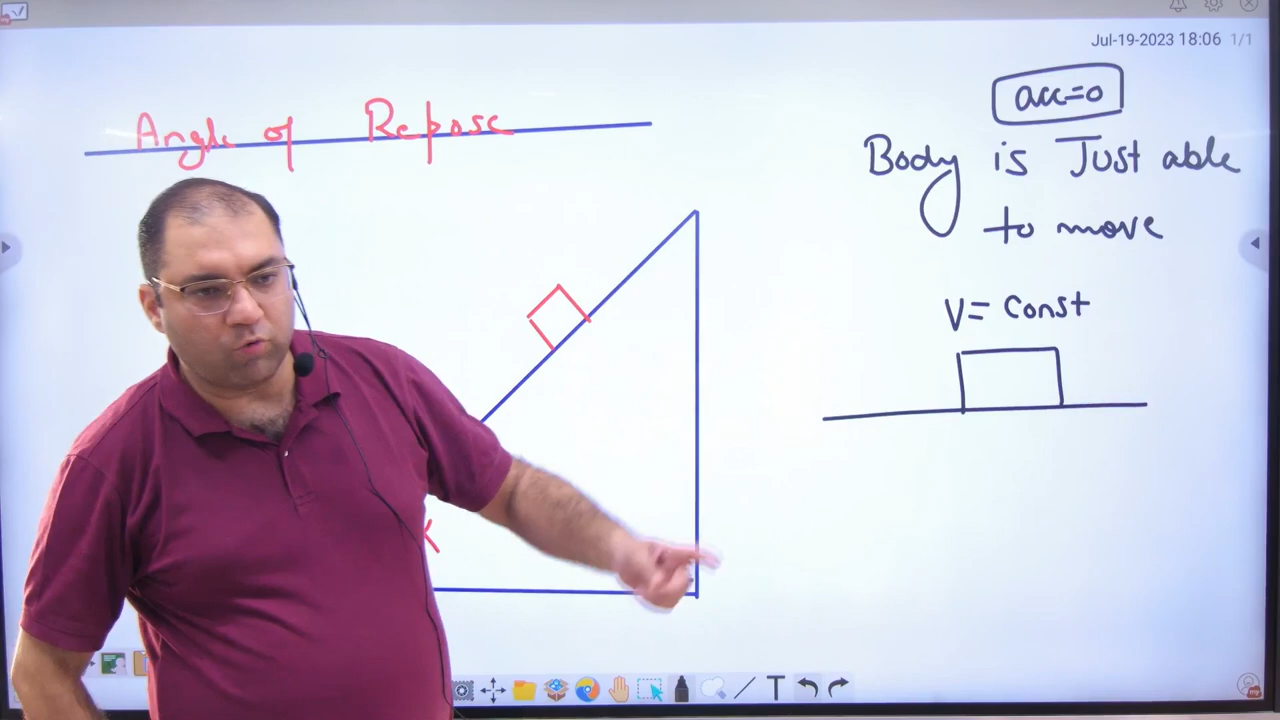 Jul-19-2023 18:06 1/1
acc=0
Angle of Repose
Body is Just able
to move
V= Const
T